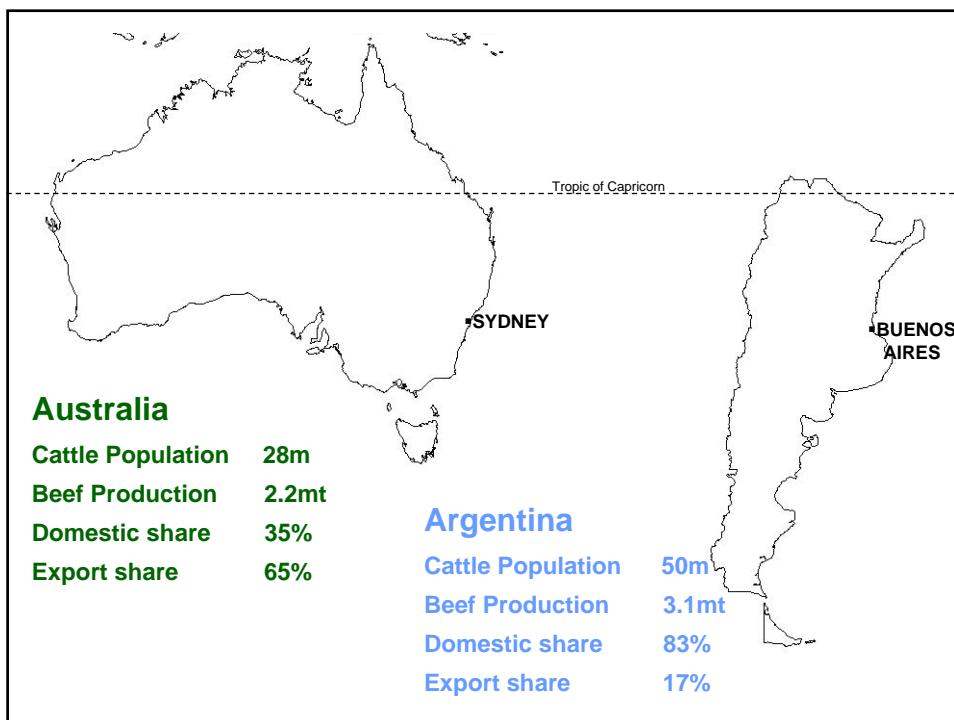 Tropic of Capricorn
SYDNEY
BUENOS
AIRES
Australia
Cattle Population 28m
Beef Production 2.2mt
Domestic share 35%
Export share 65%
Argentina
Cattle Population 50m
Beef Production 3.1mt
Domestic share 83%
Export share 17%